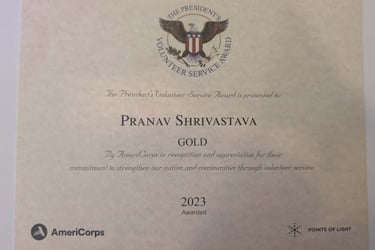 THE PRESIDENT'S
VOLUNTEER SERVICE AWARD
The President's Volunteer Service Award is presented to
PRANAV SHRIVASTAVA
GOLD
By AmeriCorps in recognition and appreciation for their
commitment to strengthen our nation and communities through volunteer service
2023
Awarded
AmeriCorps
POINTS OF LIGHT